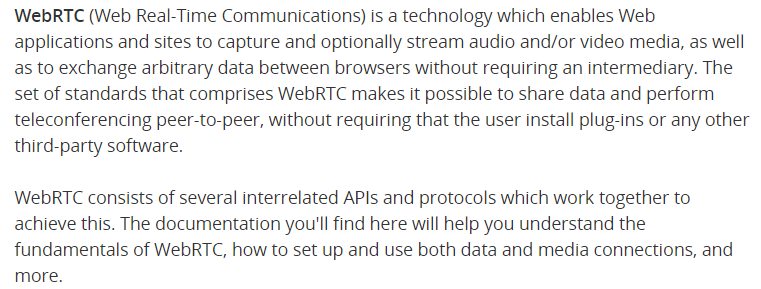 WebRTC (Web Real-Time Communications) is a technology which enables Web
applications and sites to capture and optionally stream audio and/or video media, as well
as to exchange arbitrary data between browsers without requiring an intermediary. The
set of standards that comprises WebRTC makes it possible to share data and perform
teleconferencing peer-to-peer, without requiring that the user install plug-ins or any other
third-party software.
WebRTC consists of several interrelated APIs and protocols which work together to
achieve this. The documentation you'll find here will help you understand the
fundamentals of WebRTC, how to set up and use both data and media connections, and
more.